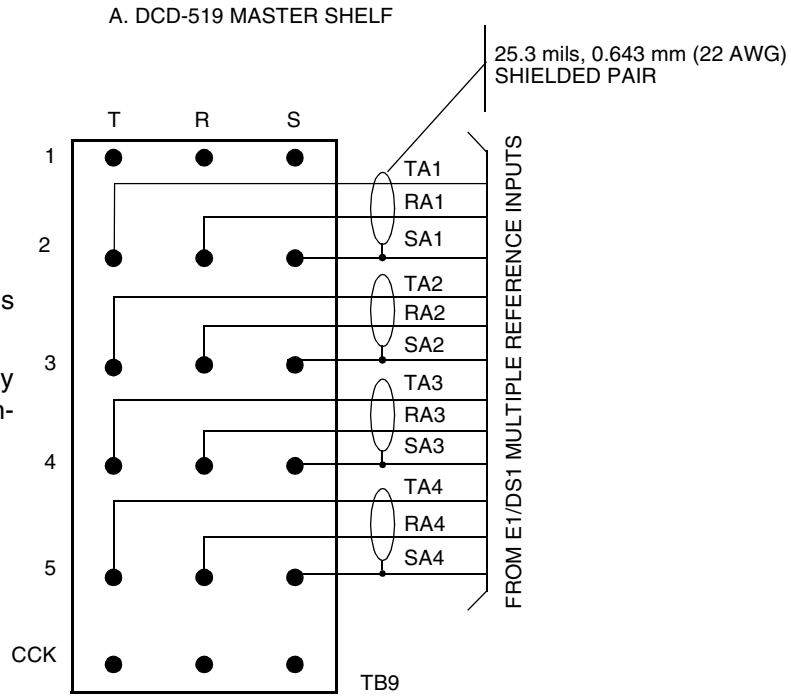 A. DCD-519 MASTER SHELF
25.3 mils, 0.643 mm (22 AWG)
SHIELDED PAIR
T R S
1
TA1
RA1
2
SA1
TA2
s
RA2
3
SA2
y
TA3
n-
RA3
SA3
4
TA4
RA4
5
SA4
FROM E1/DS1 MULTIPLE REFERENCE INPUTS
CCK
TB9